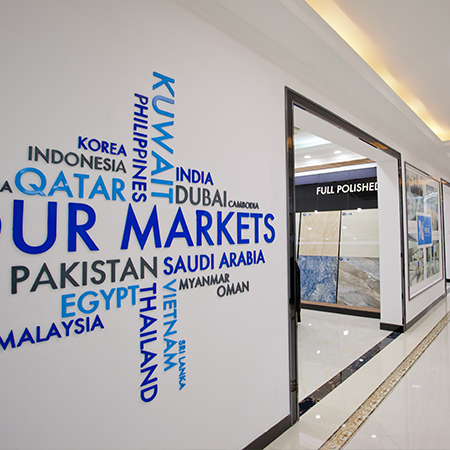 KUWAIT
PHILIPPINES
KOREA
INDONESIA
INDIA
A QATAR DUBAI CAMBODIA
OUR MARKETS
PAKISTAN SAUDI ARABIA
EGYPT MYANMAR
OMAN
MALAYSIA
THAILAND
VIETNAM
SRI LANKA
FULL POLISHED